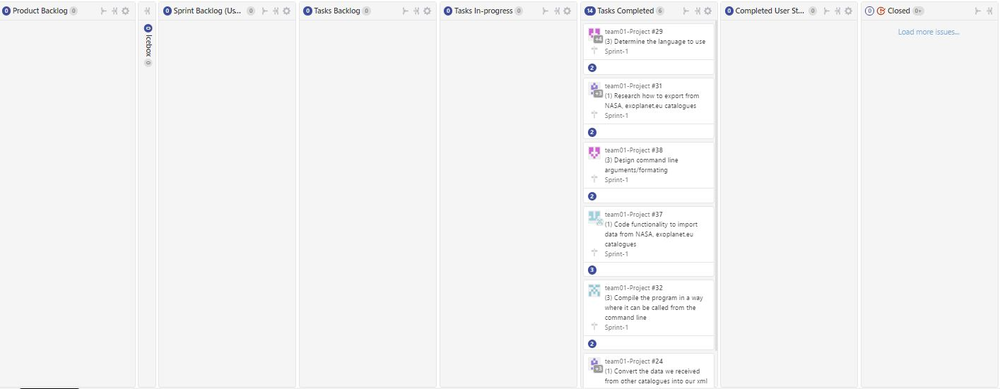 0 Product Backlog 0
0 Icebox 0
0 Sprint Backlog (Us... 0
0 Tasks Backlog 0
0 Tasks In-progress 0
14 Tasks Completed 6
team01-Project #29
+4
(3) Determine the language to use
Sprint-1
2
team01-Project #31
+3
(1) Research how to export from
NASA, exoplanet.eu catalogues
Sprint-1
2
team01-Project #38
(3) Design command line
arguments/formating
Sprint-1
2
team01-Project #37
(1) Code functionality to import
data from NASA, exoplanet.eu
catalogues
Sprint-1
3
team01-Project #32
(3) Compile the program in a way
where it can be called from the
command line
Sprint-1
2
team01-Project #24
+3
(1) Convert the data we received
from other catalogues into our xml
0 Completed User St... 0
0 Closed 0+
Load more issues...